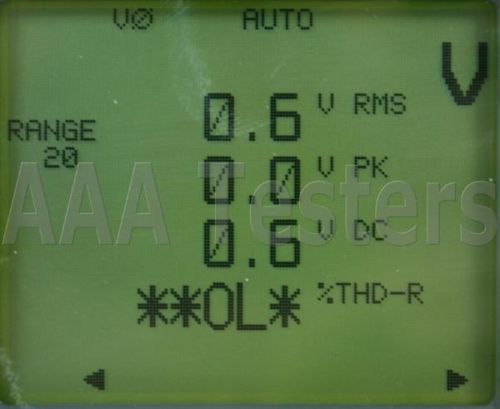 VØ AUTO
V
0.6 V RMS
RANGE
20
0.0 V PK
AAA Testers
0.6 V DC
**OL* %THD-R